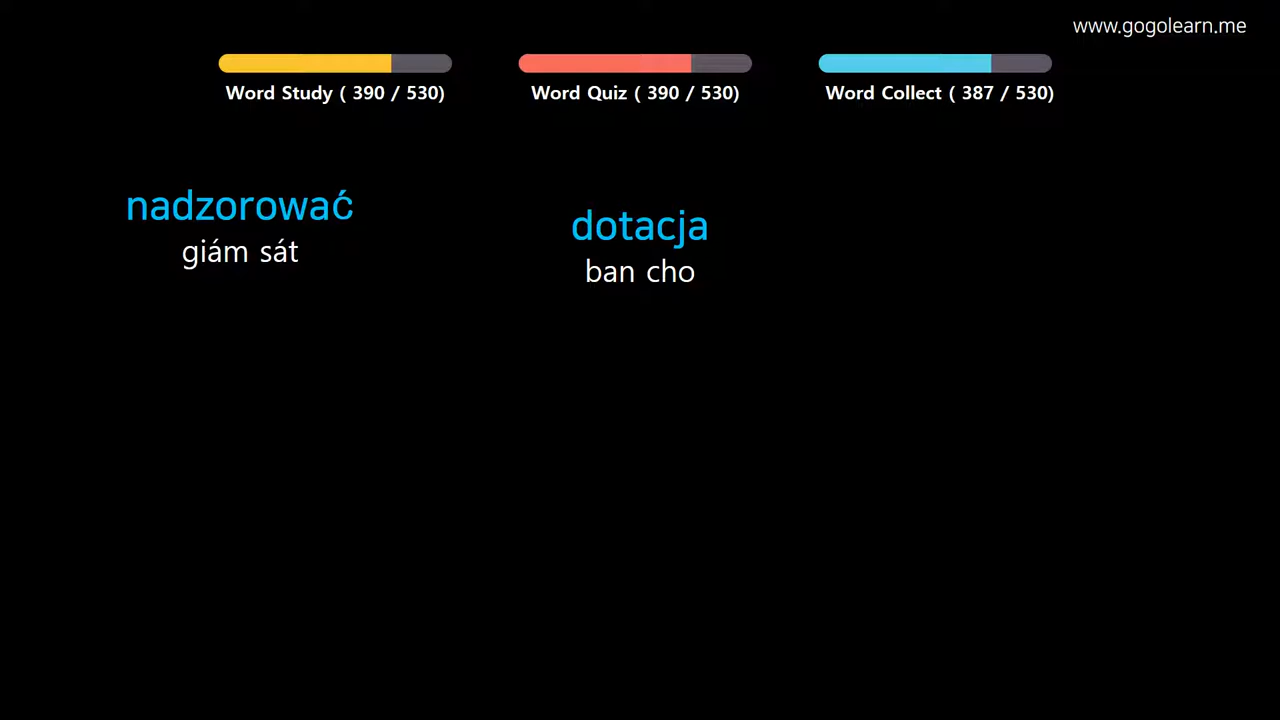 www.gogolearn.me
Word Study ( 390 / 530)
Word Quiz ( 390 / 530)
Word Collect ( 387 / 530)
nadzorować
giám sát
dotacja
ban cho